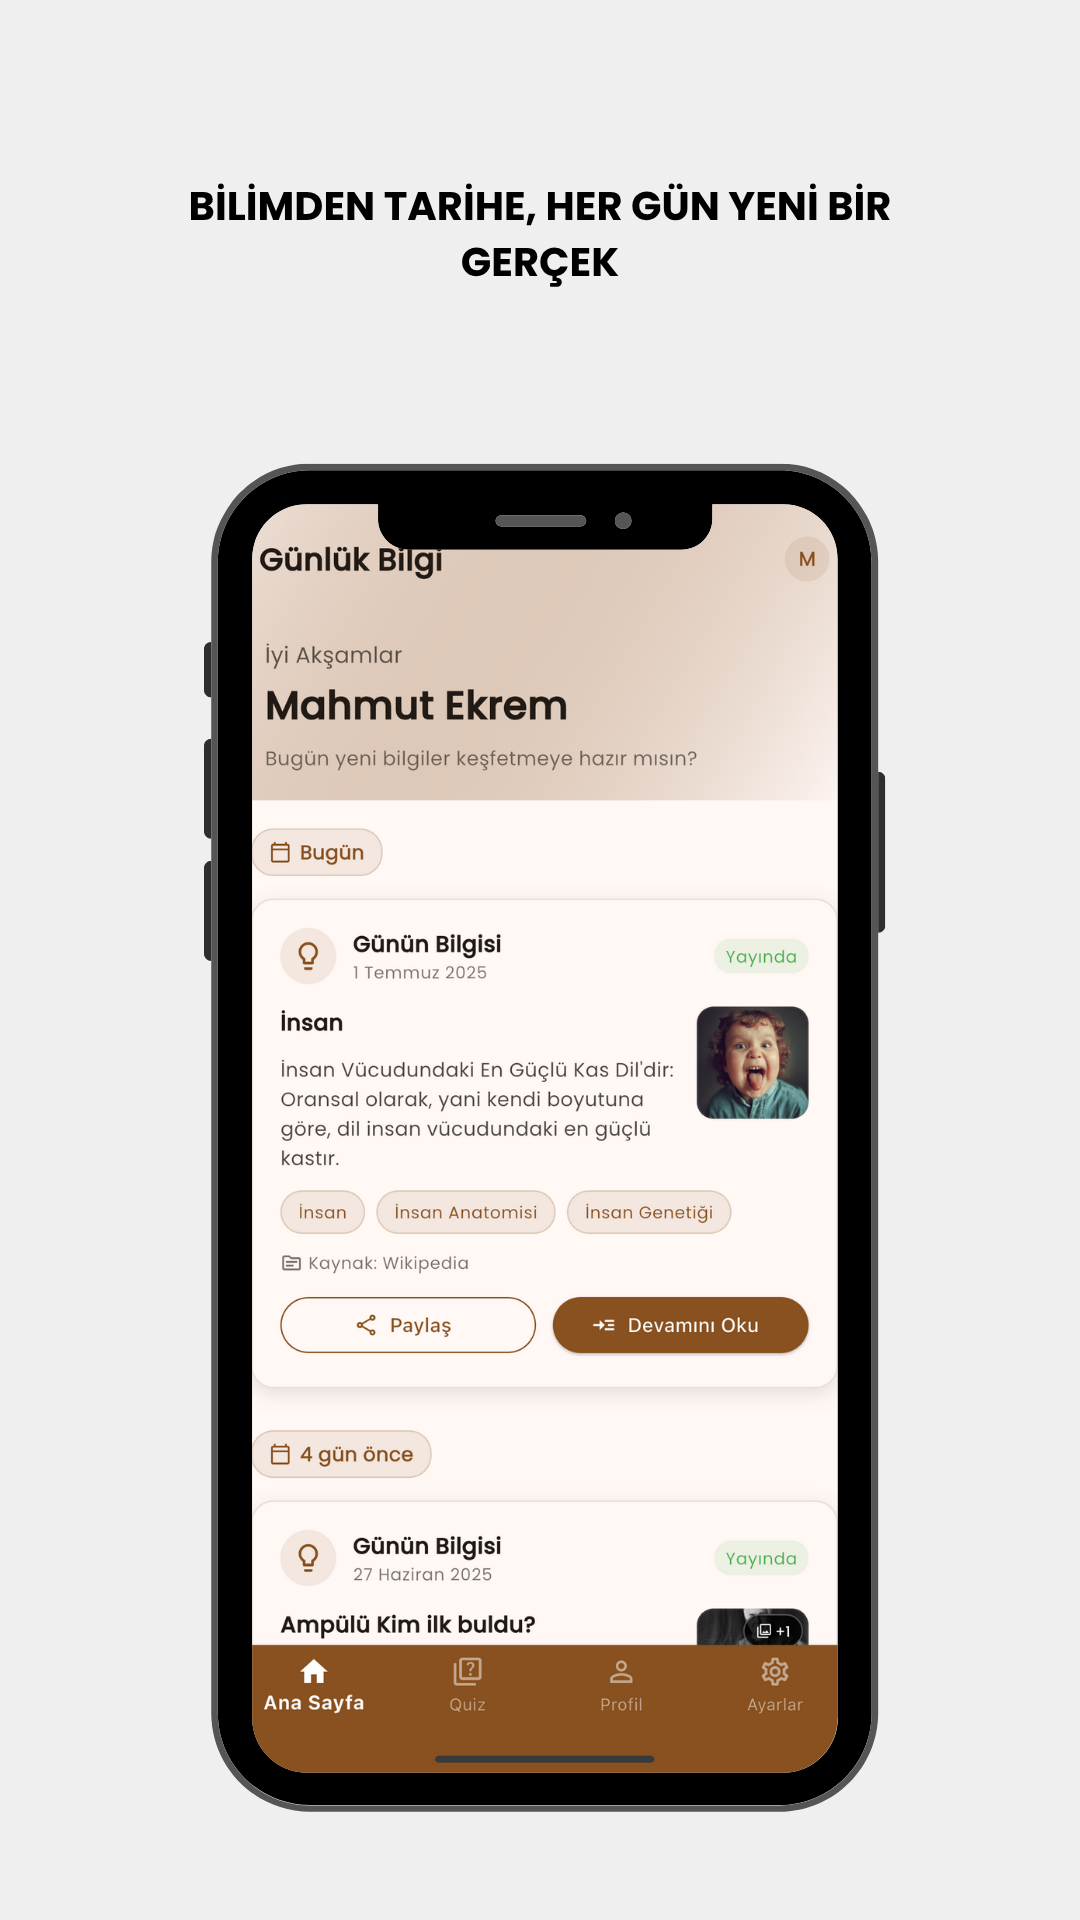 BİLİMDEN TARİHE, HER GÜN YENİ BİR
GERÇEK
Günlük Bilgi
M
İyi Akşamlar
Mahmut Ekrem
Bugün yeni bilgiler keşfetmeye hazır mısın?
Bugün
Günün Bilgisi
1 Temmuz 2025
Yayında
İnsan
İnsan Vücudundaki En Güçlü Kas Dil'dir:
Oransal olarak, yani kendi boyutuna
göre, dil insan vücudundaki en güçlü
kastır.
İnsan
İnsan Anatomisi
İnsan Genetiği
Kaynak: Wikipedia
Paylaş
Devamını Oku
4 gün önce
Günün Bilgisi
27 Haziran 2025
Yayında
Ampülü Kim ilk buldu?
+1
Ana Sayfa
Quiz
Profil
Ayarlar